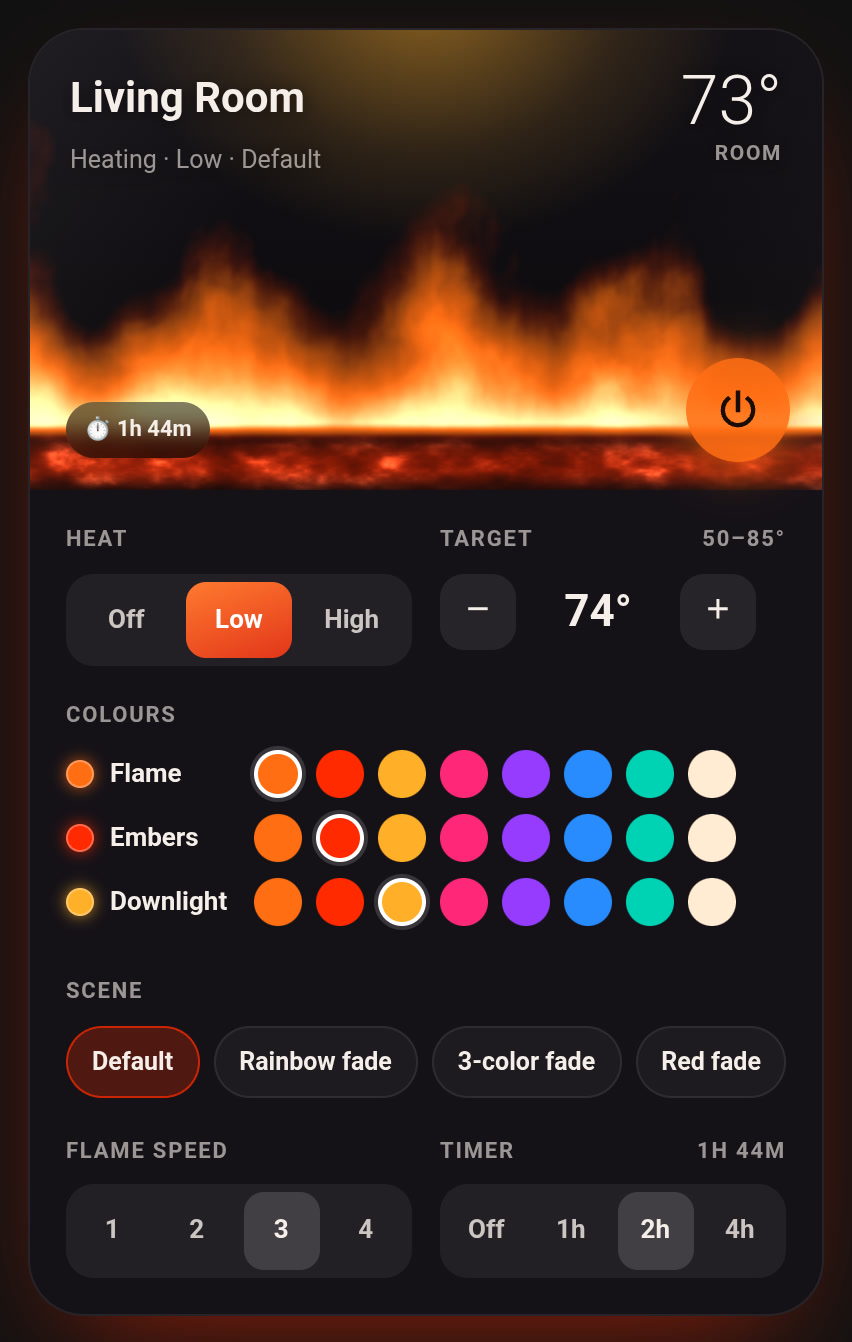 Living Room
73°
Heating · Low · Default
ROOM
1h 44m
HEAT
TARGET
50–85°
Off
Low
High
−
74°
+
COLOURS
Flame
Embers
Downlight
SCENE
Default
Rainbow fade
3-color fade
Red fade
FLAME SPEED
TIMER
1H 44M
1
2
3
4
Off
1h
2h
4h